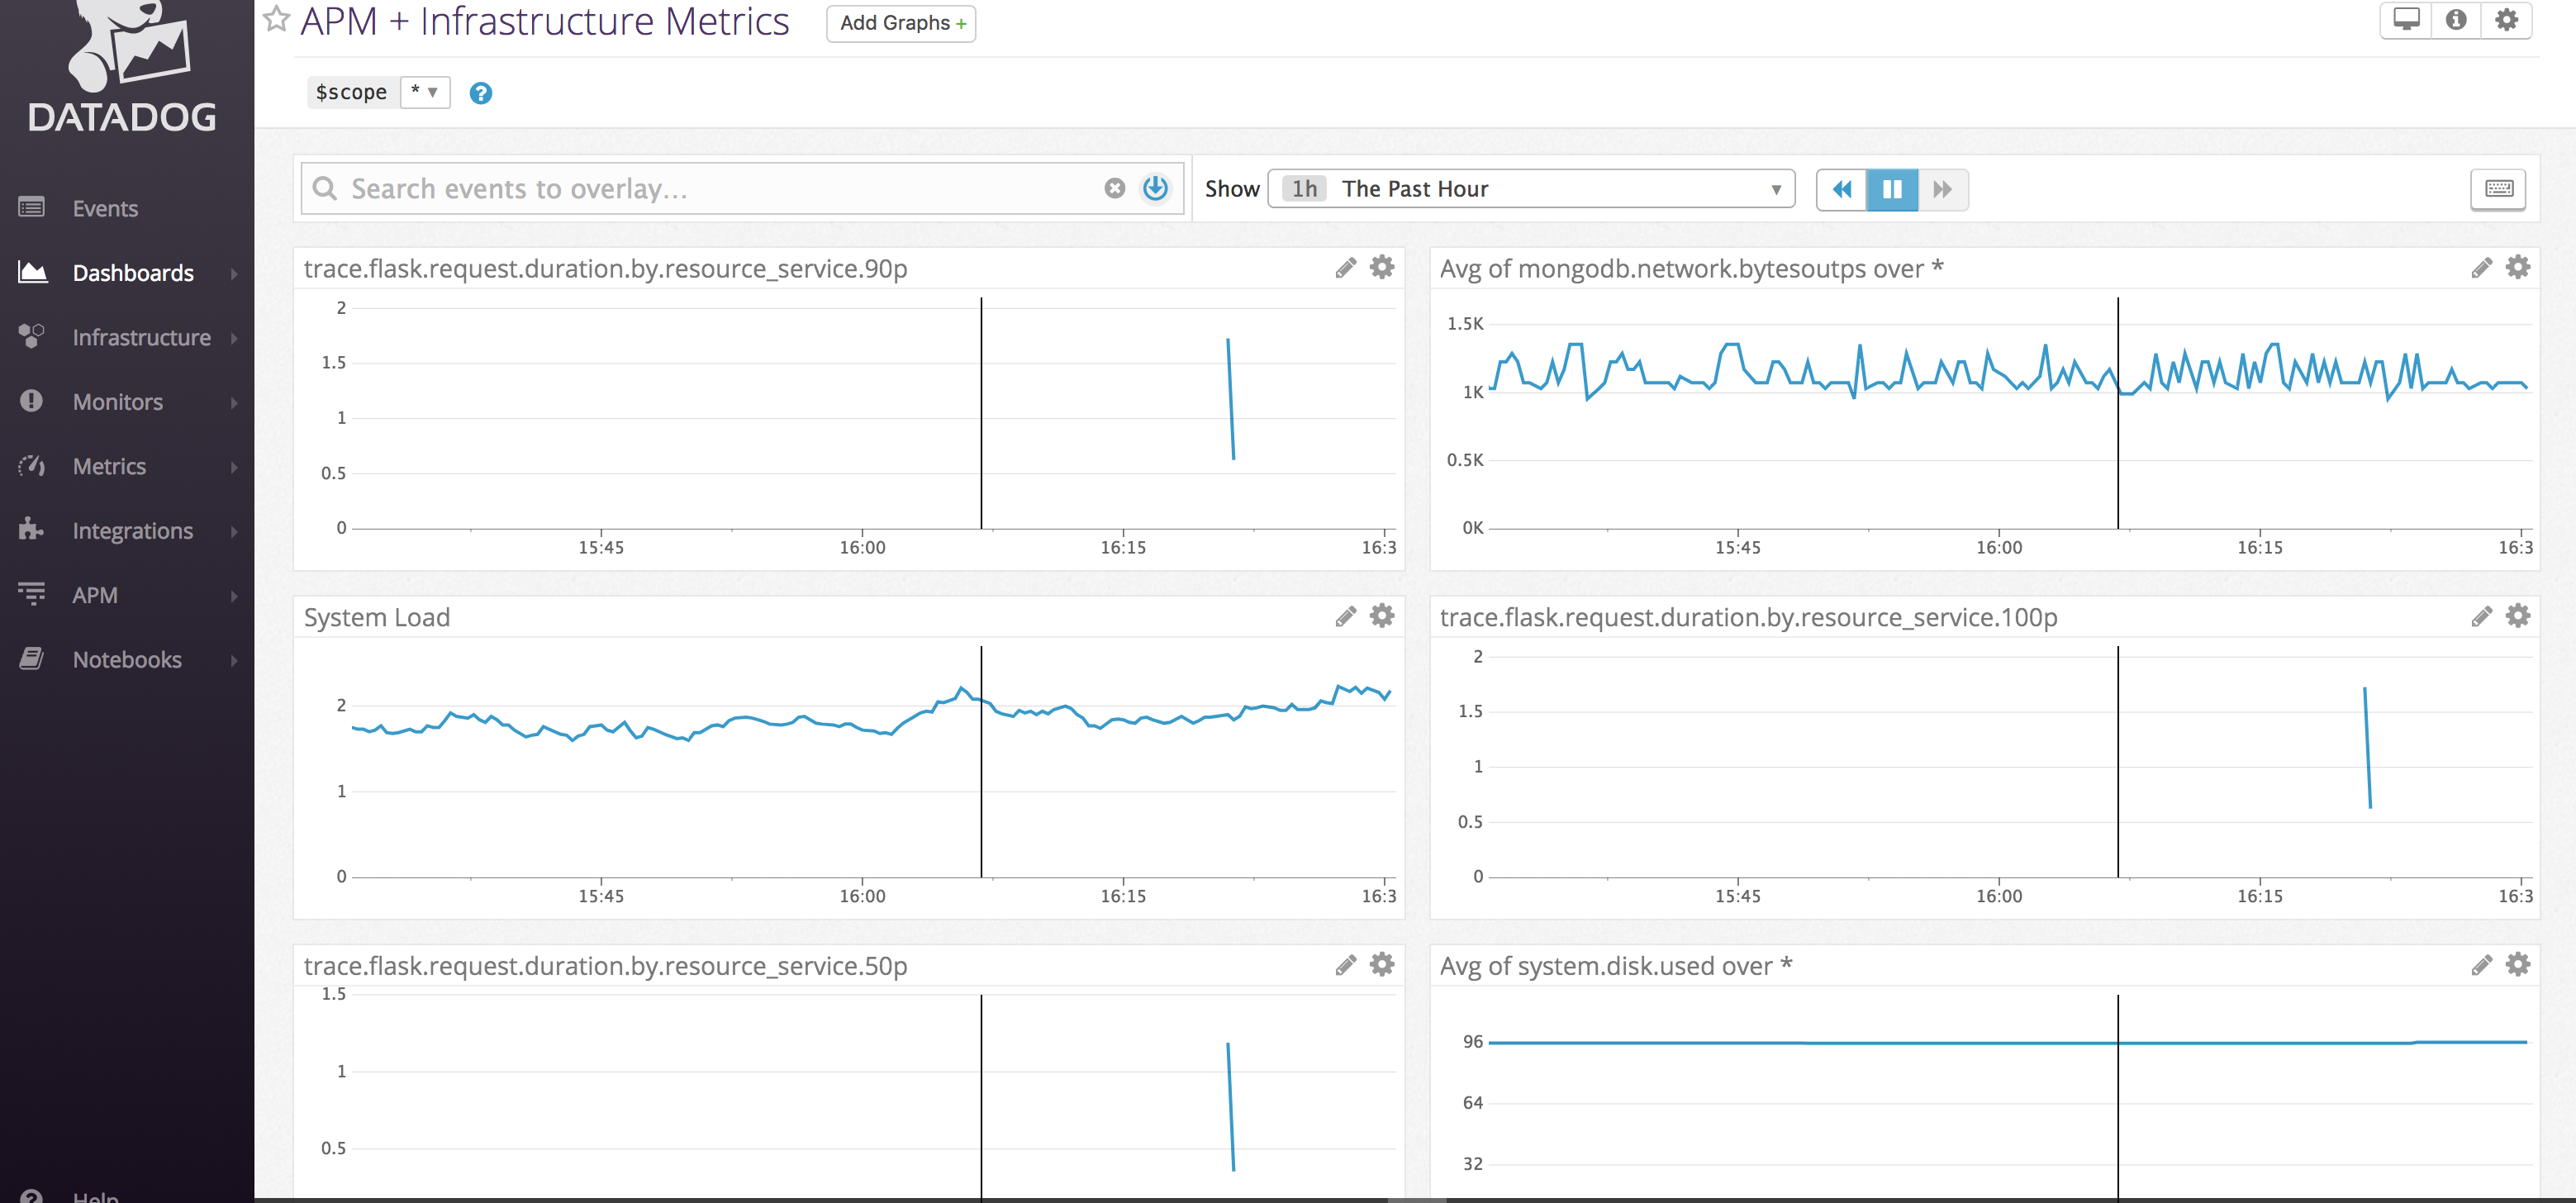 DATADOG
Events
Dashboards
Infrastructure
Monitors
Metrics
Integrations
APM
Notebooks
Help
APM + Infrastructure Metrics
Add Graphs +
$scope * ▼ ?
Search events to overlay...
Show 1h The Past Hour
trace.flask.request.duration.by.resource_service.90p
2
1.5
1
0.5
0
15:45 16:00 16:15 16:3
Avg of mongodb.network.bytesoutps over *
1.5K
1K
0.5K
0K
15:45 16:00 16:15 16:3
System Load
2
1
0
15:45 16:00 16:15 16:3
trace.flask.request.duration.by.resource_service.100p
2
1.5
1
0.5
0
15:45 16:00 16:15 16:3
trace.flask.request.duration.by.resource_service.50p
1.5
1
0.5
Avg of system.disk.used over *
96
64
32